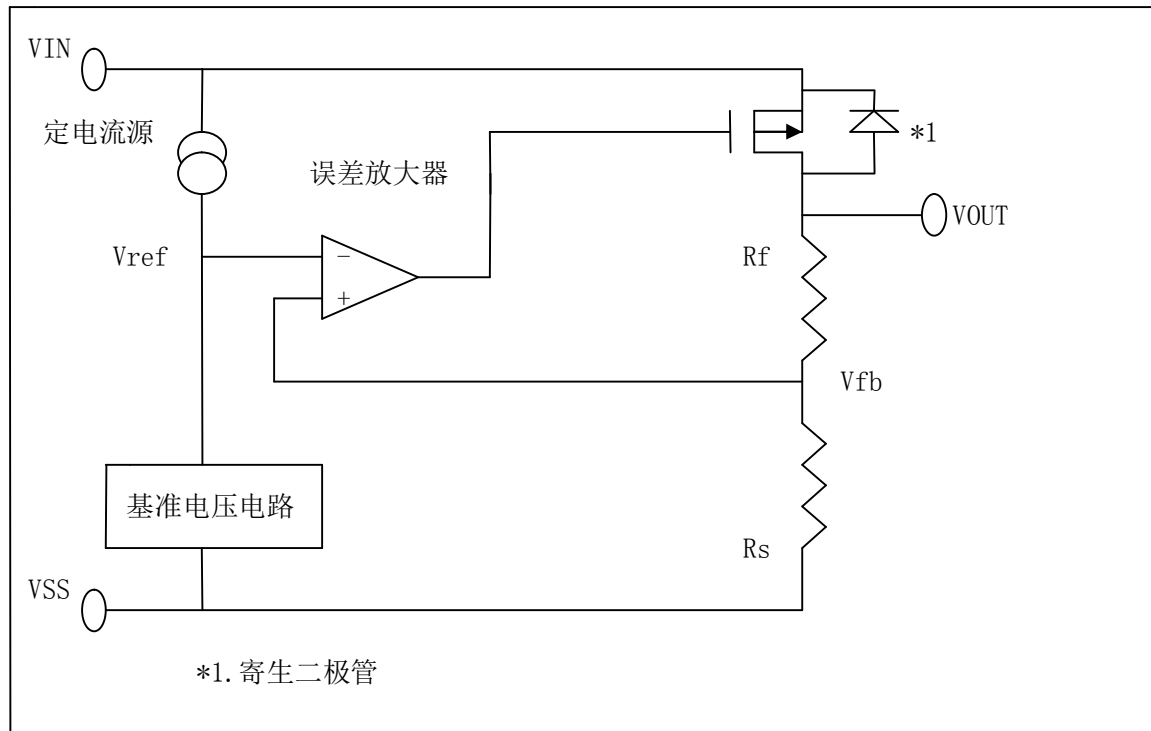 VIN
定电流源
*1
误差放大器
VOUT
Vref
Rf
−
+
Vfb
基准电压电路
Rs
VSS
*1.寄生二极管